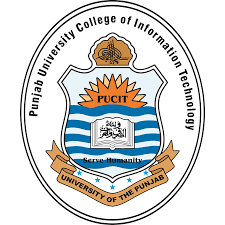 Punjab University College of Information Technology
PUCIT
Serve Humanity
UNIVERSITY OF THE PUNJAB